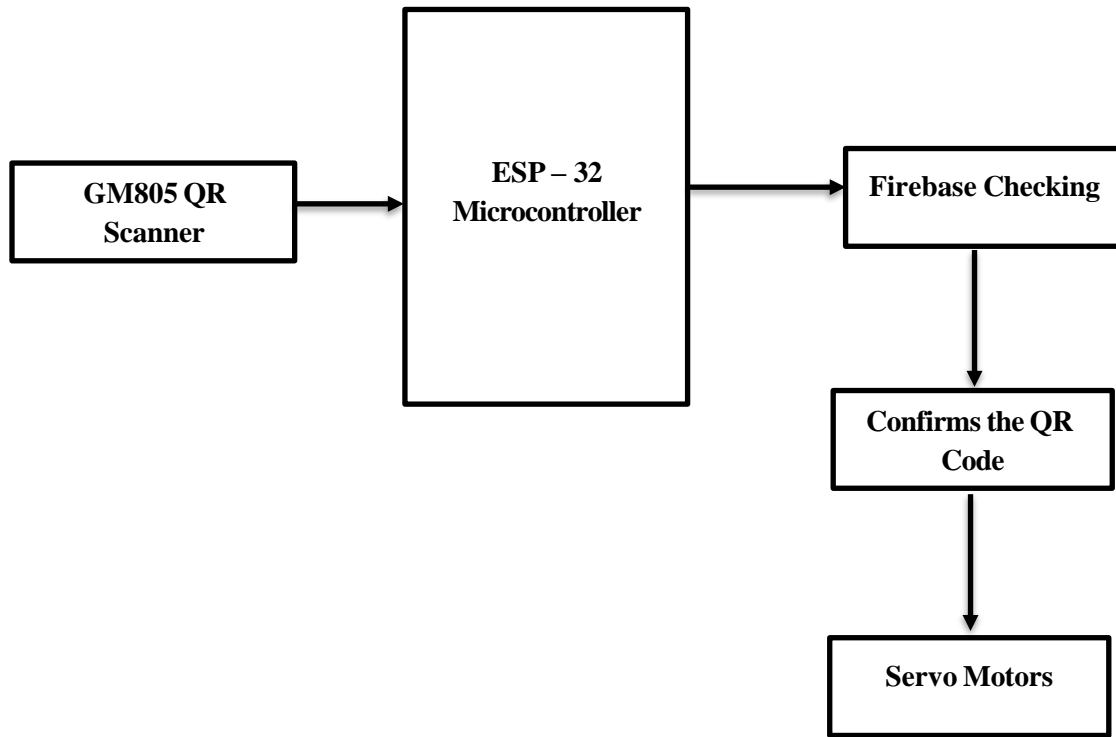 GM805 QR
Scanner
ESP – 32
Microcontroller
Firebase Checking
Confirms the QR
Code
Servo Motors